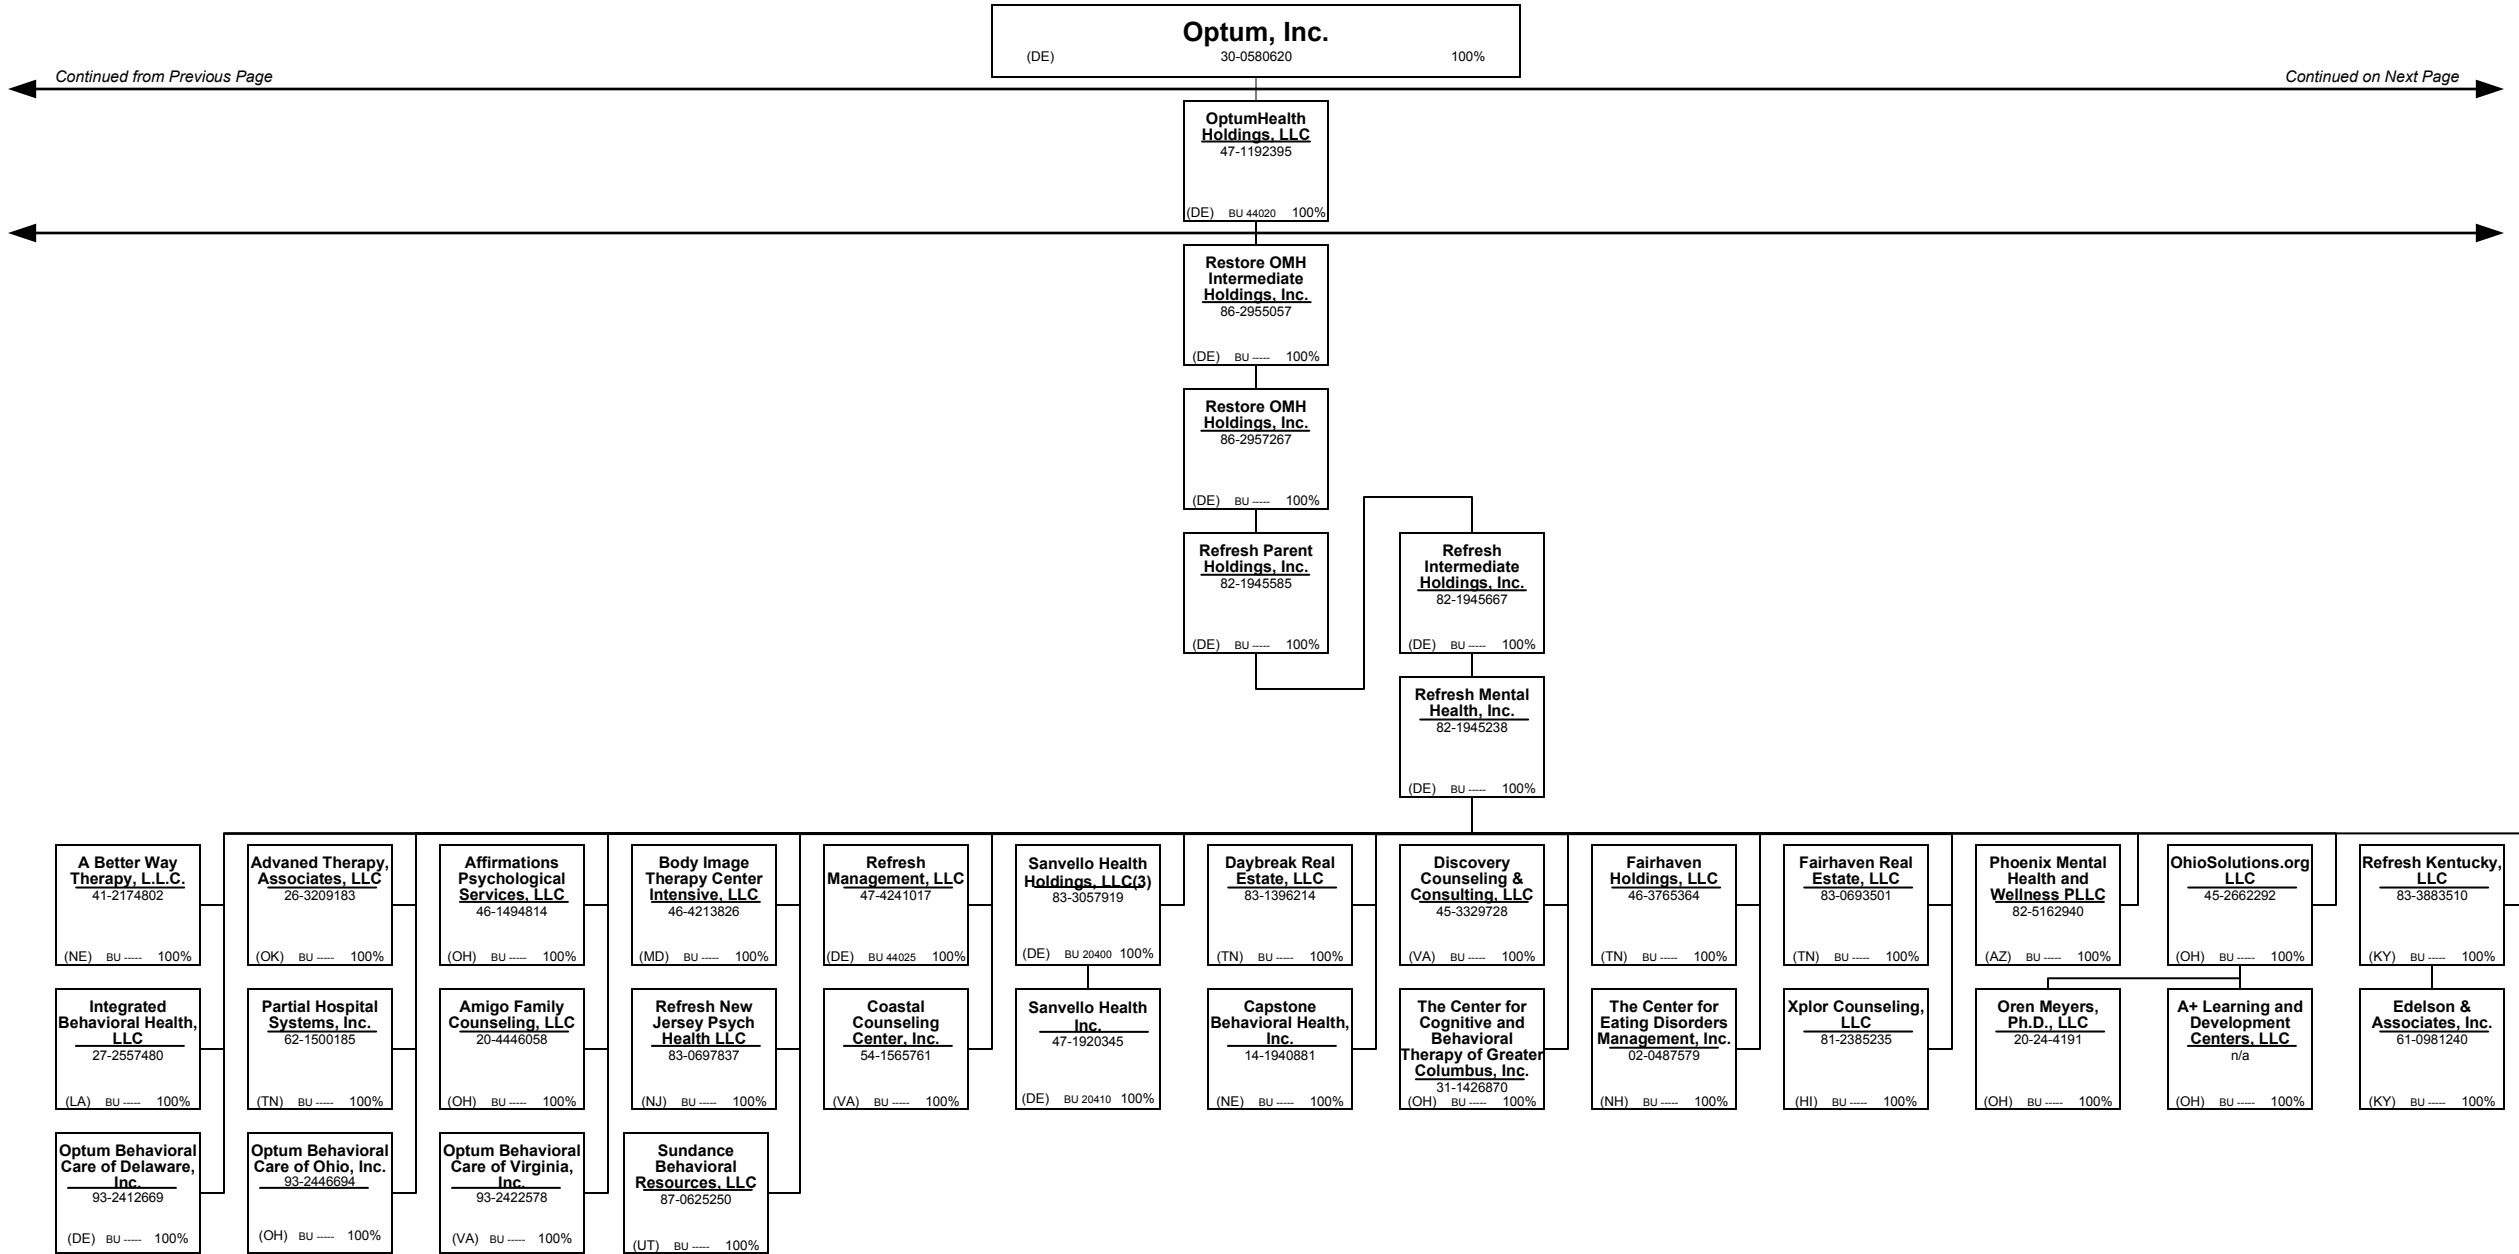 Optum, Inc.
(DE) 30-0580620 100%
Continued from Previous Page
Continued on Next Page
OptumHealth
Holdings, LLC
47-1192395
(DE) BU 44020 100%
Restore OMH
Intermediate
Holdings, Inc.
86-2955057
(DE) BU ----- 100%
Restore OMH
Holdings, Inc.
86-2957267
(DE) BU ----- 100%
Refresh Parent
Holdings, Inc.
82-1945585
(DE) BU ----- 100%
Refresh
Intermediate
Holdings, Inc.
82-1945667
(DE) BU ----- 100%
Refresh Mental
Health, Inc.
82-1945238
(DE) BU ----- 100%
A Better Way
Therapy, L.L.C.
41-2174802
(NE) BU ----- 100%
Advaned Therapy,
Associates, LLC
26-3209183
(OK) BU ----- 100%
Affirmations
Psychological
Services, LLC
46-1494814
(OH) BU ----- 100%
Body Image
Therapy Center
Intensive, LLC
46-4213826
(MD) BU ----- 100%
Refresh
Management, LLC
47-4241017
(DE) BU 44025 100%
Sanvello Health
Holdings, LLC(3)
83-3057919
(DE) BU 20400 100%
Daybreak Real
Estate, LLC
83-1396214
(TN) BU ----- 100%
Discovery
Counseling &
Consulting, LLC
45-3329728
(VA) BU ----- 100%
Fairhaven
Holdings, LLC
46-3765364
(TN) BU ----- 100%
Fairhaven Real
Estate, LLC
83-0693501
(TN) BU ----- 100%
Phoenix Mental
Health and
Wellness PLLC
82-5162940
(AZ) BU ----- 100%
OhioSolutions.org
LLC
45-2662292
(OH) BU ----- 100%
Refresh Kentucky,
LLC
83-3883510
(KY) BU ----- 100%
Integrated
Behavioral Health,
LLC
27-2557480
(LA) BU ----- 100%
Partial Hospital
Systems, Inc.
62-1500185
(TN) BU ----- 100%
Amigo Family
Counseling, LLC
20-4446058
(OH) BU ----- 100%
Refresh New
Jersey Psych
Health LLC
83-0697837
(NJ) BU ----- 100%
Coastal
Counseling
Center, Inc.
54-1565761
(VA) BU ----- 100%
Sanvello Health
Inc.
47-1920345
(DE) BU 20410 100%
Capstone
Behavioral Health,
Inc.
14-1940881
(NE) BU ----- 100%
The Center for
Cognitive and
Behavioral
Therapy of Greater
Columbus, Inc.
31-1426870
(OH) BU ----- 100%
The Center for
Eating Disorders
Management, Inc.
02-0487579
(NH) BU ----- 100%
Xplor Counseling,
LLC
81-2385235
(HI) BU ----- 100%
Oren Meyers,
Ph.D., LLC
20-24-4191
(OH) BU ----- 100%
A+ Learning and
Development
Centers, LLC
n/a
(OH) BU ----- 100%
Edelson &
Associates, Inc.
61-0981240
(KY) BU ----- 100%
Optum Behavioral
Care of Delaware,
Inc.
93-2412669
(DE) BU ----- 100%
Optum Behavioral
Care of Ohio, Inc.
93-2446694
(OH) BU ----- 100%
Optum Behavioral
Care of Virginia,
Inc.
93-2422578
(VA) BU ----- 100%
Sundance
Behavioral
Resources, LLC
87-0625250
(UT) BU ----- 100%